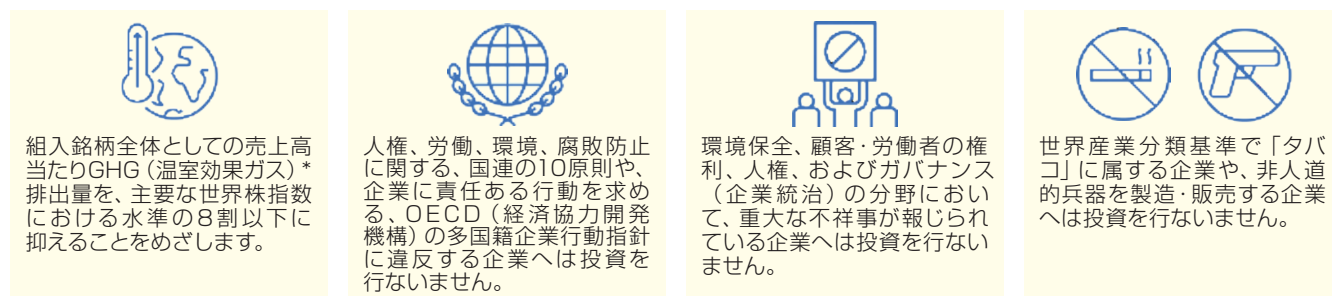 組入銘柄全体としての売上高
当たりGHG（温室効果ガス）*
排出量を、主要な世界株指数
における水準の8割以下に
抑えることをめざします。
人権、労働、環境、腐敗防止
に関する、国連の10原則や、
企業に責任ある行動を求め
る、OECD（経済協力開発
機構）の多国籍企業行動指針
に違反する企業へは投資を
行ないません。
環境保全、顧客・労働者の権
利、人権、およびガバナンス
（企業統治）の分野におい
て、重大な不祥事が報じられ
ている企業へは投資を行ない
ません。
世界産業分類基準で「タバ
コ」に属する企業や、非人道
的兵器を製造・販売する企業
へは投資を行ないません。